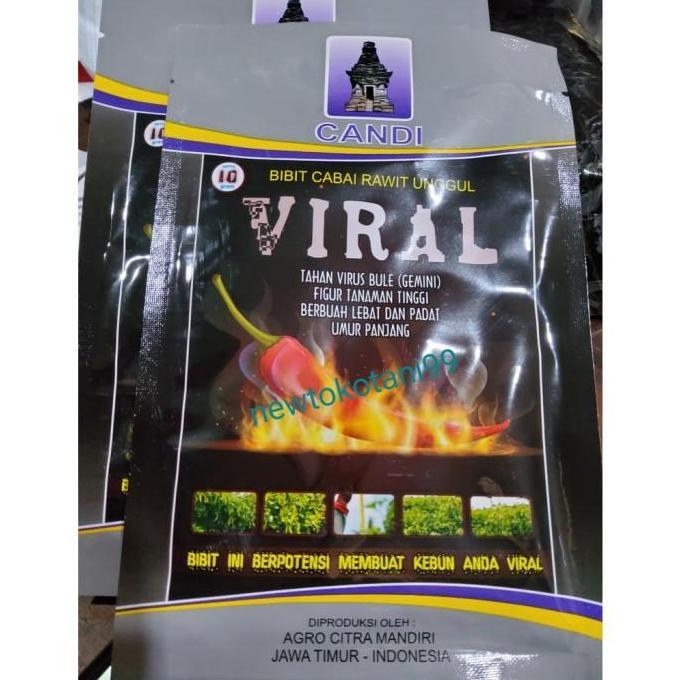 CANDI
10
gram
BIBIT CABAI RAWIT UNGGUL
VIRAL
TAHAN VIRUS BULE (GEMINI)
FIGUR TANAMAN TINGGI
BERBUAH LEBAT DAN PADAT
UMUR PANJANG
newtokotani99
BIBIT INI BERPOTENSI MEMBUAT KEBUN ANDA VIRAL
DIPRODUKSI OLEH :
AGRO CITRA MANDIRI
JAWA TIMUR - INDONESIA